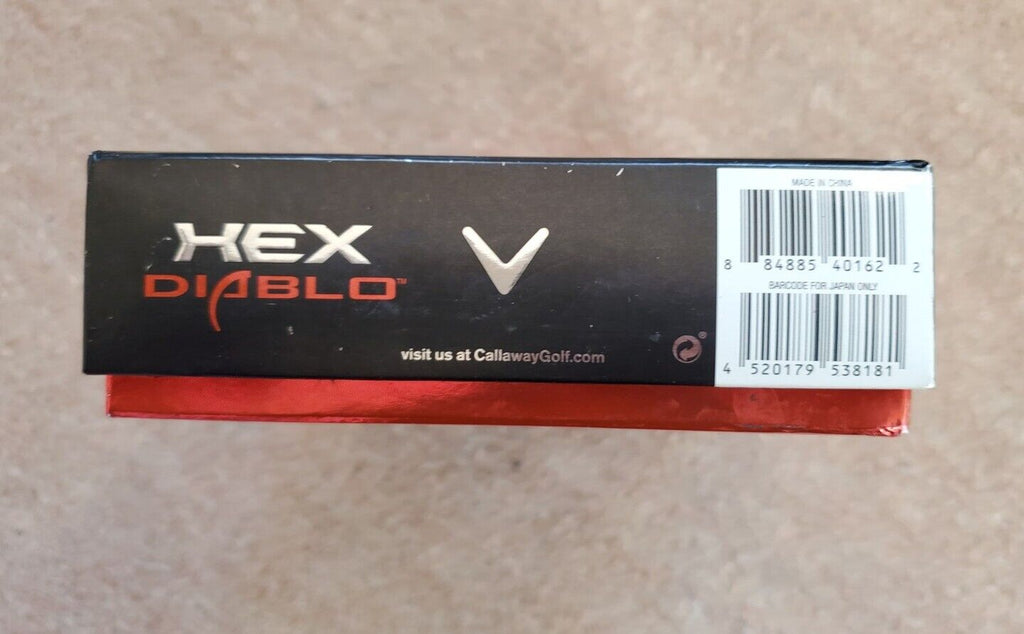 HEX
DIABLO™
visit us at CallawayGolf.com
®
MADE IN CHINA
8 84885 40162 2
BARCODE FOR JAPAN ONLY
4 520179 538181